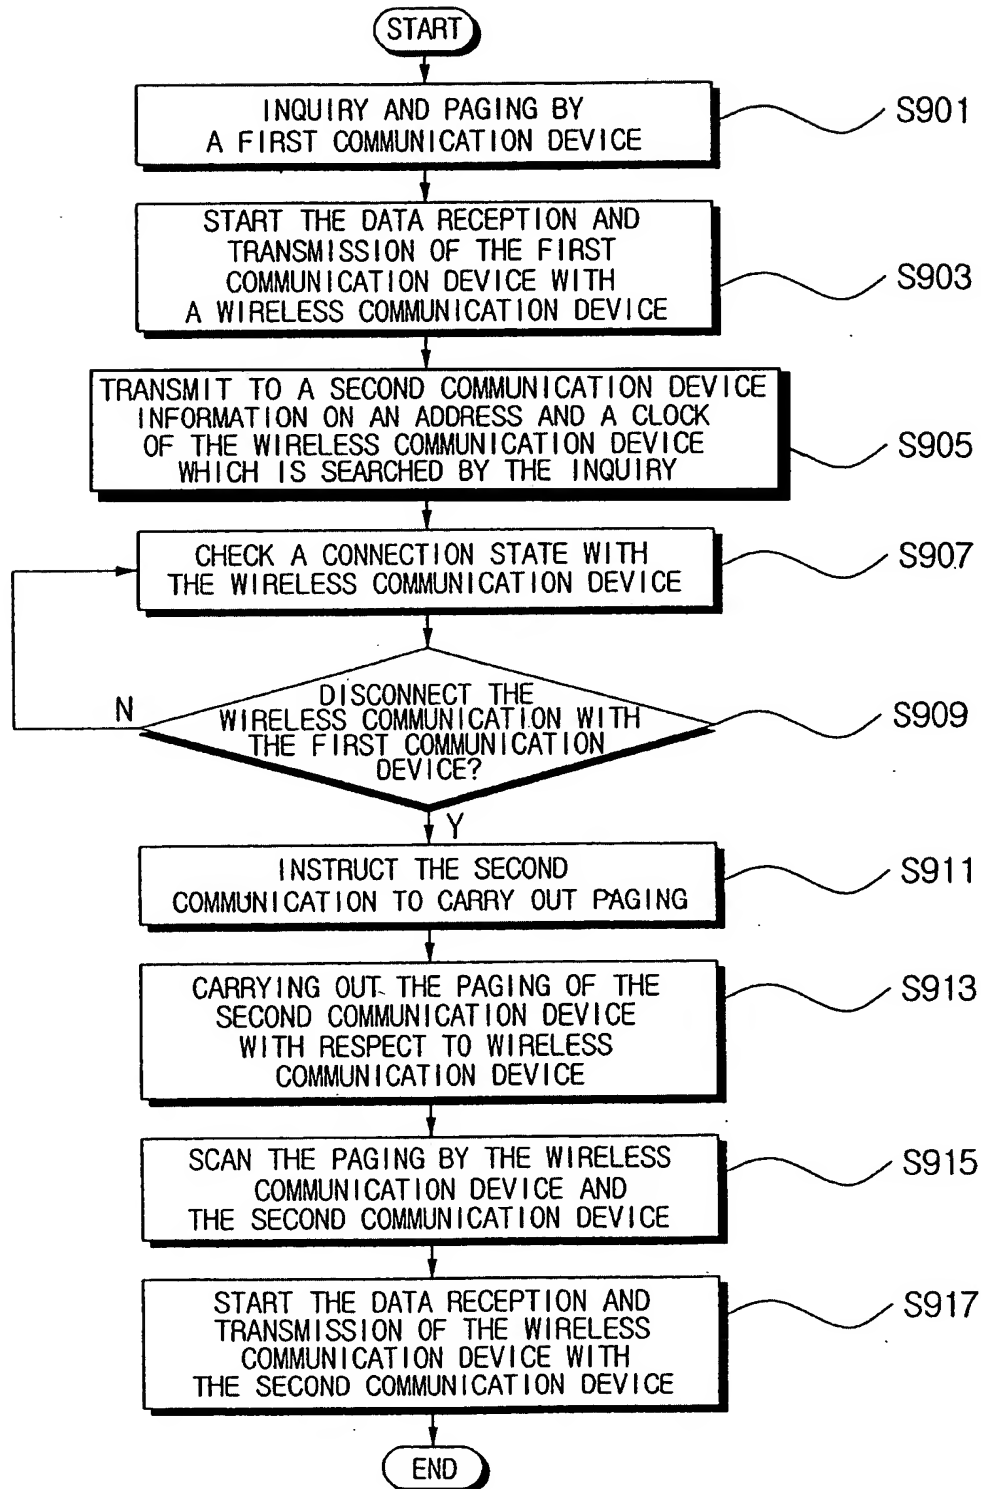 START
INQUIRY AND PAGING BY
A FIRST COMMUNICATION DEVICE
S901
START THE DATA RECEPTION AND
TRANSMISSION OF THE FIRST
COMMUNICATION DEVICE WITH
A WIRELESS COMMUNICATION DEVICE
S903
TRANSMIT TO A SECOND COMMUNICATION DEVICE
INFORMATION ON AN ADDRESS AND A CLOCK
OF THE WIRELESS COMMUNICATION DEVICE
WHICH IS SEARCHED BY THE INQUIRY
S905
CHECK A CONNECTION STATE WITH
THE WIRELESS COMMUNICATION DEVICE
S907
DISCONNECT THE
WIRELESS COMMUNICATION WITH
THE FIRST COMMUNICATION
DEVICE?
S909
N
Y
INSTRUCT THE SECOND
COMMUNICATION TO CARRY OUT PAGING
S911
CARRYING OUT THE PAGING OF THE
SECOND COMMUNICATION DEVICE
WITH RESPECT TO WIRELESS
COMMUNICATION DEVICE
S913
SCAN THE PAGING BY THE WIRELESS
COMMUNICATION DEVICE AND
THE SECOND COMMUNICATION DEVICE
S915
START THE DATA RECEPTION AND
TRANSMISSION OF THE WIRELESS
COMMUNICATION DEVICE WITH
THE SECOND COMMUNICATION DEVICE
S917
END